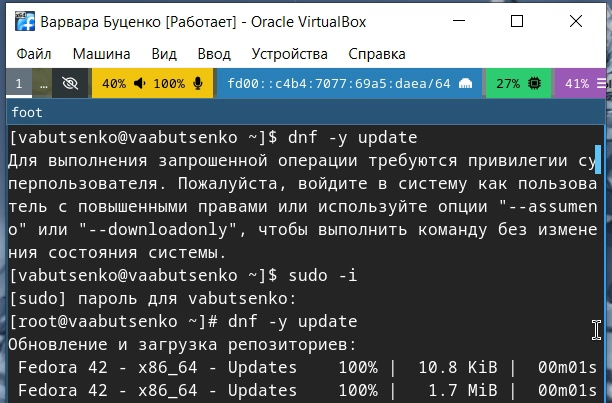 Варвара Буценко [Работает] - Oracle VirtualBox
Файл Машина Вид Ввод Устройства Справка
1 … 40% 100% fd00::c4b4:7077:69a5:daea/64 27% 41%
foot
[vabutsenko@vaabutsenko ~]$ dnf -y update
Для выполнения запрошенной операции требуются привилегии су
перпользователя. Пожалуйста, войдите в систему как пользова
тель с повышенными правами или используйте опции "--assumen
o" или "--downloadonly", чтобы выполнить команду без измене
ния состояния системы.
[vabutsenko@vaabutsenko ~]$ sudo -i
[sudo] пароль для vabutsenko:
[root@vaabutsenko ~]# dnf -y update
Обновление и загрузка репозиториев:
Fedora 42 - x86_64 - Updates 100% | 10.8 KiB | 00m01s
Fedora 42 - x86_64 - Updates 100% | 1.7 MiB | 00m01s